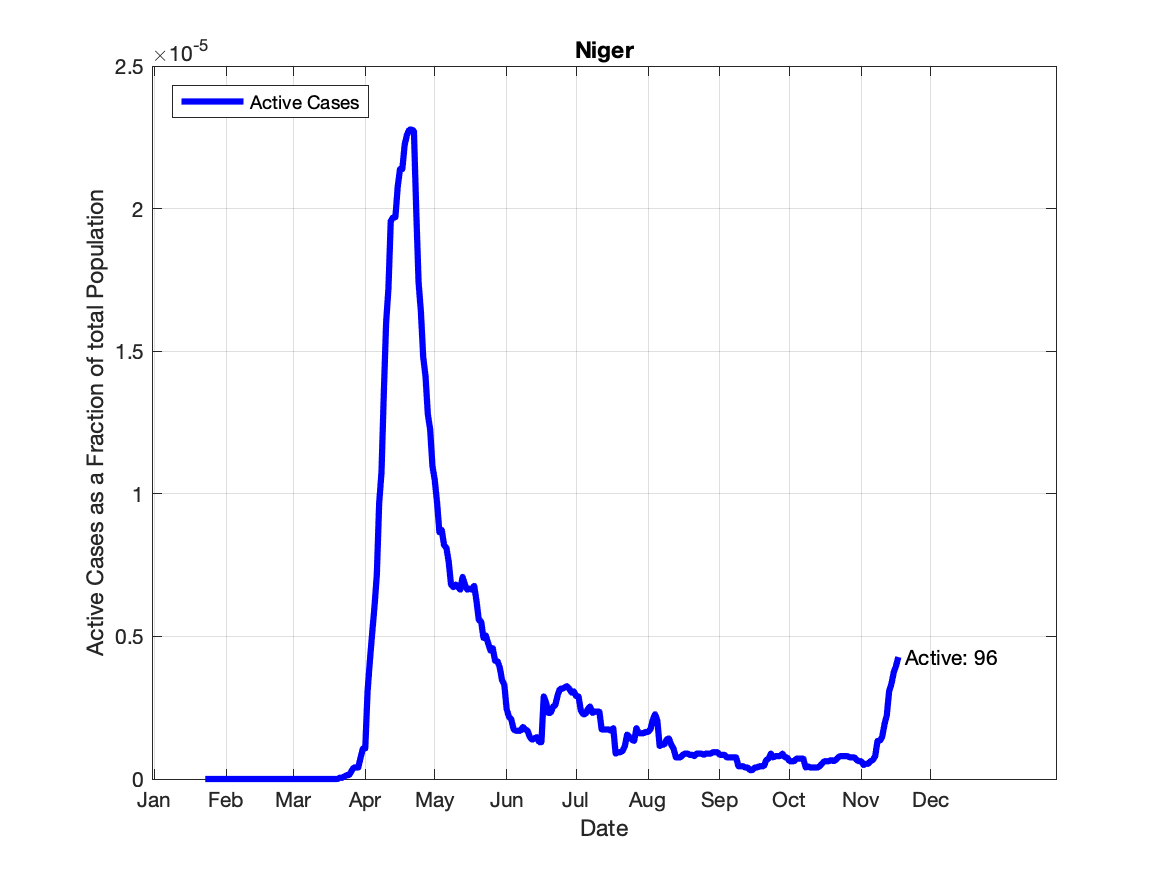 Niger
×10-5
2.5
2
1.5
1
0.5
0
Active Cases as a Fraction of total Population
Active Cases
Active: 96
Jan Feb Mar Apr May Jun Jul Aug Sep Oct Nov Dec
Date